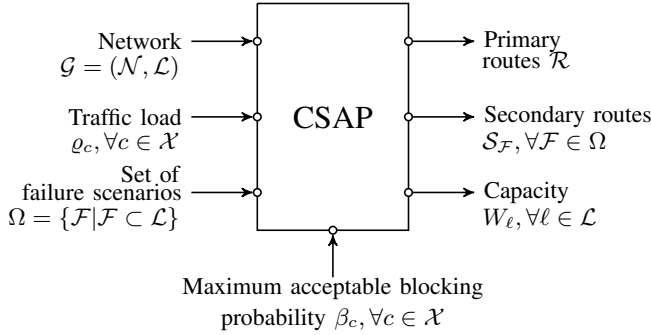 Network
𝒢 = (𝒩, ℒ)
Traffic load
ϱ_c, ∀c ∈ 𝒳
Set of
failure scenarios
Ω = {ℱ|ℱ ⊂ ℒ}
CSAP
Primary
routes ℛ
Secondary routes
𝒮_ℱ, ∀ℱ ∈ Ω
Capacity
W_ℓ, ∀ℓ ∈ ℒ
Maximum acceptable blocking
probability β_c, ∀c ∈ 𝒳